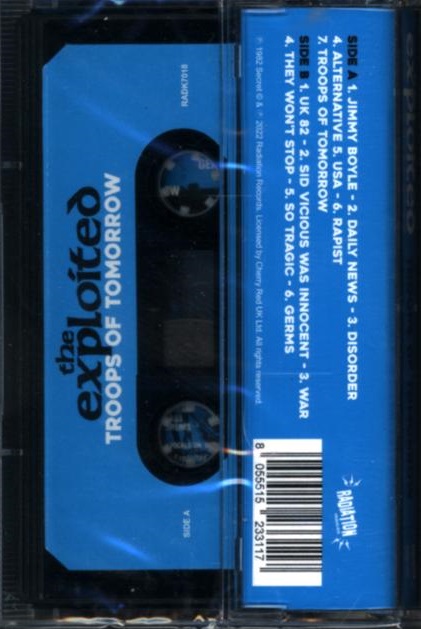 the
exploited
TROOPS OF TOMORROW
SIDE A
RADK7018
SIDE A 1. JIMMY BOYLE - 2. DAILY NEWS - 3. DISORDER
4. ALTERNATIVE 5. USA - 6. RAPIST
7. TROOPS OF TOMORROW
SIDE B 1. UK 82 - 2. SID VICIOUS WAS INNOCENT - 3. WAR
4. THEY WON'T STOP - 5. SO TRAGIC - 6. GERMS
℗ 1982 Secret © & ℗ 2022 Radiation Records. Licensed by Cherry Red UK Ltd. All rights reserved.
RADIATION
8 055515 233117
exploited